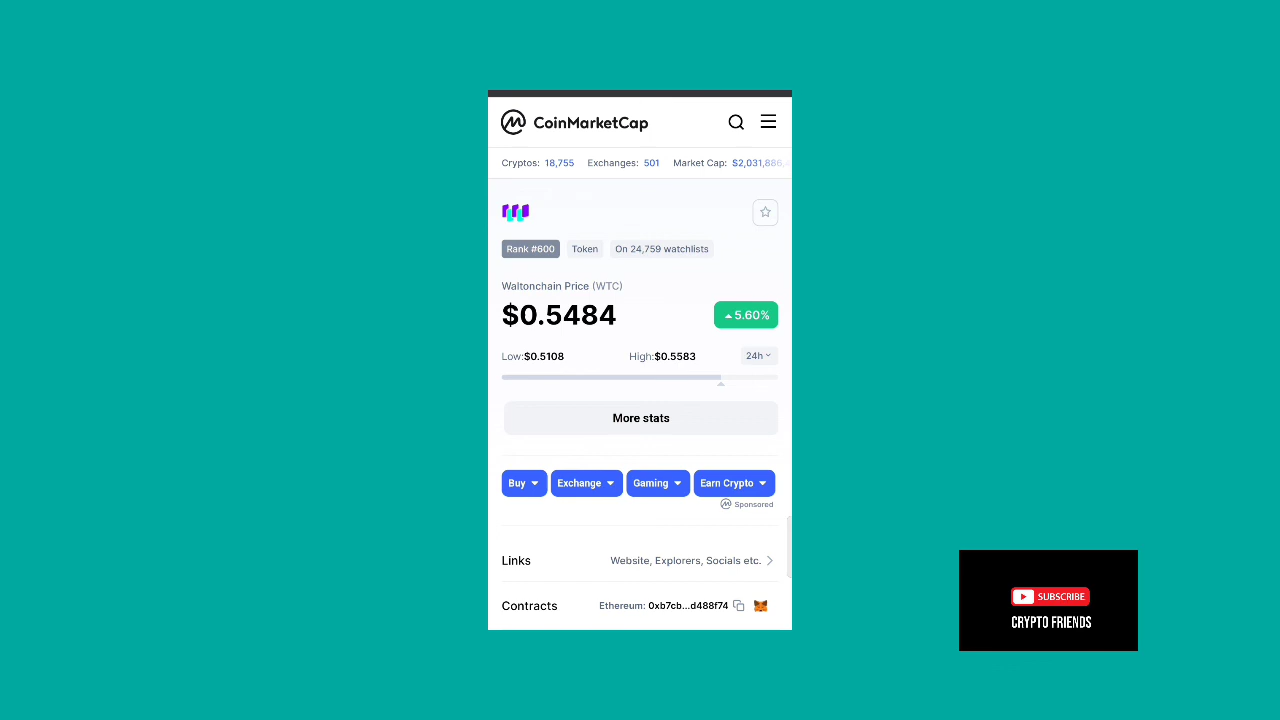 CoinMarketCap
Cryptos: 18,755 Exchanges: 501 Market Cap: $2,031,886,
Rank #600 Token On 24,759 watchlists
Waltonchain Price (WTC)
$0.5484 5.60%
Low:$0.5108 High:$0.5583 24h
More stats
Buy Exchange Gaming Earn Crypto
Sponsored
Links Website, Explorers, Socials etc.
Contracts Ethereum: 0xb7cb...d488f74
SUBSCRIBE
CRYPTO FRIENDS